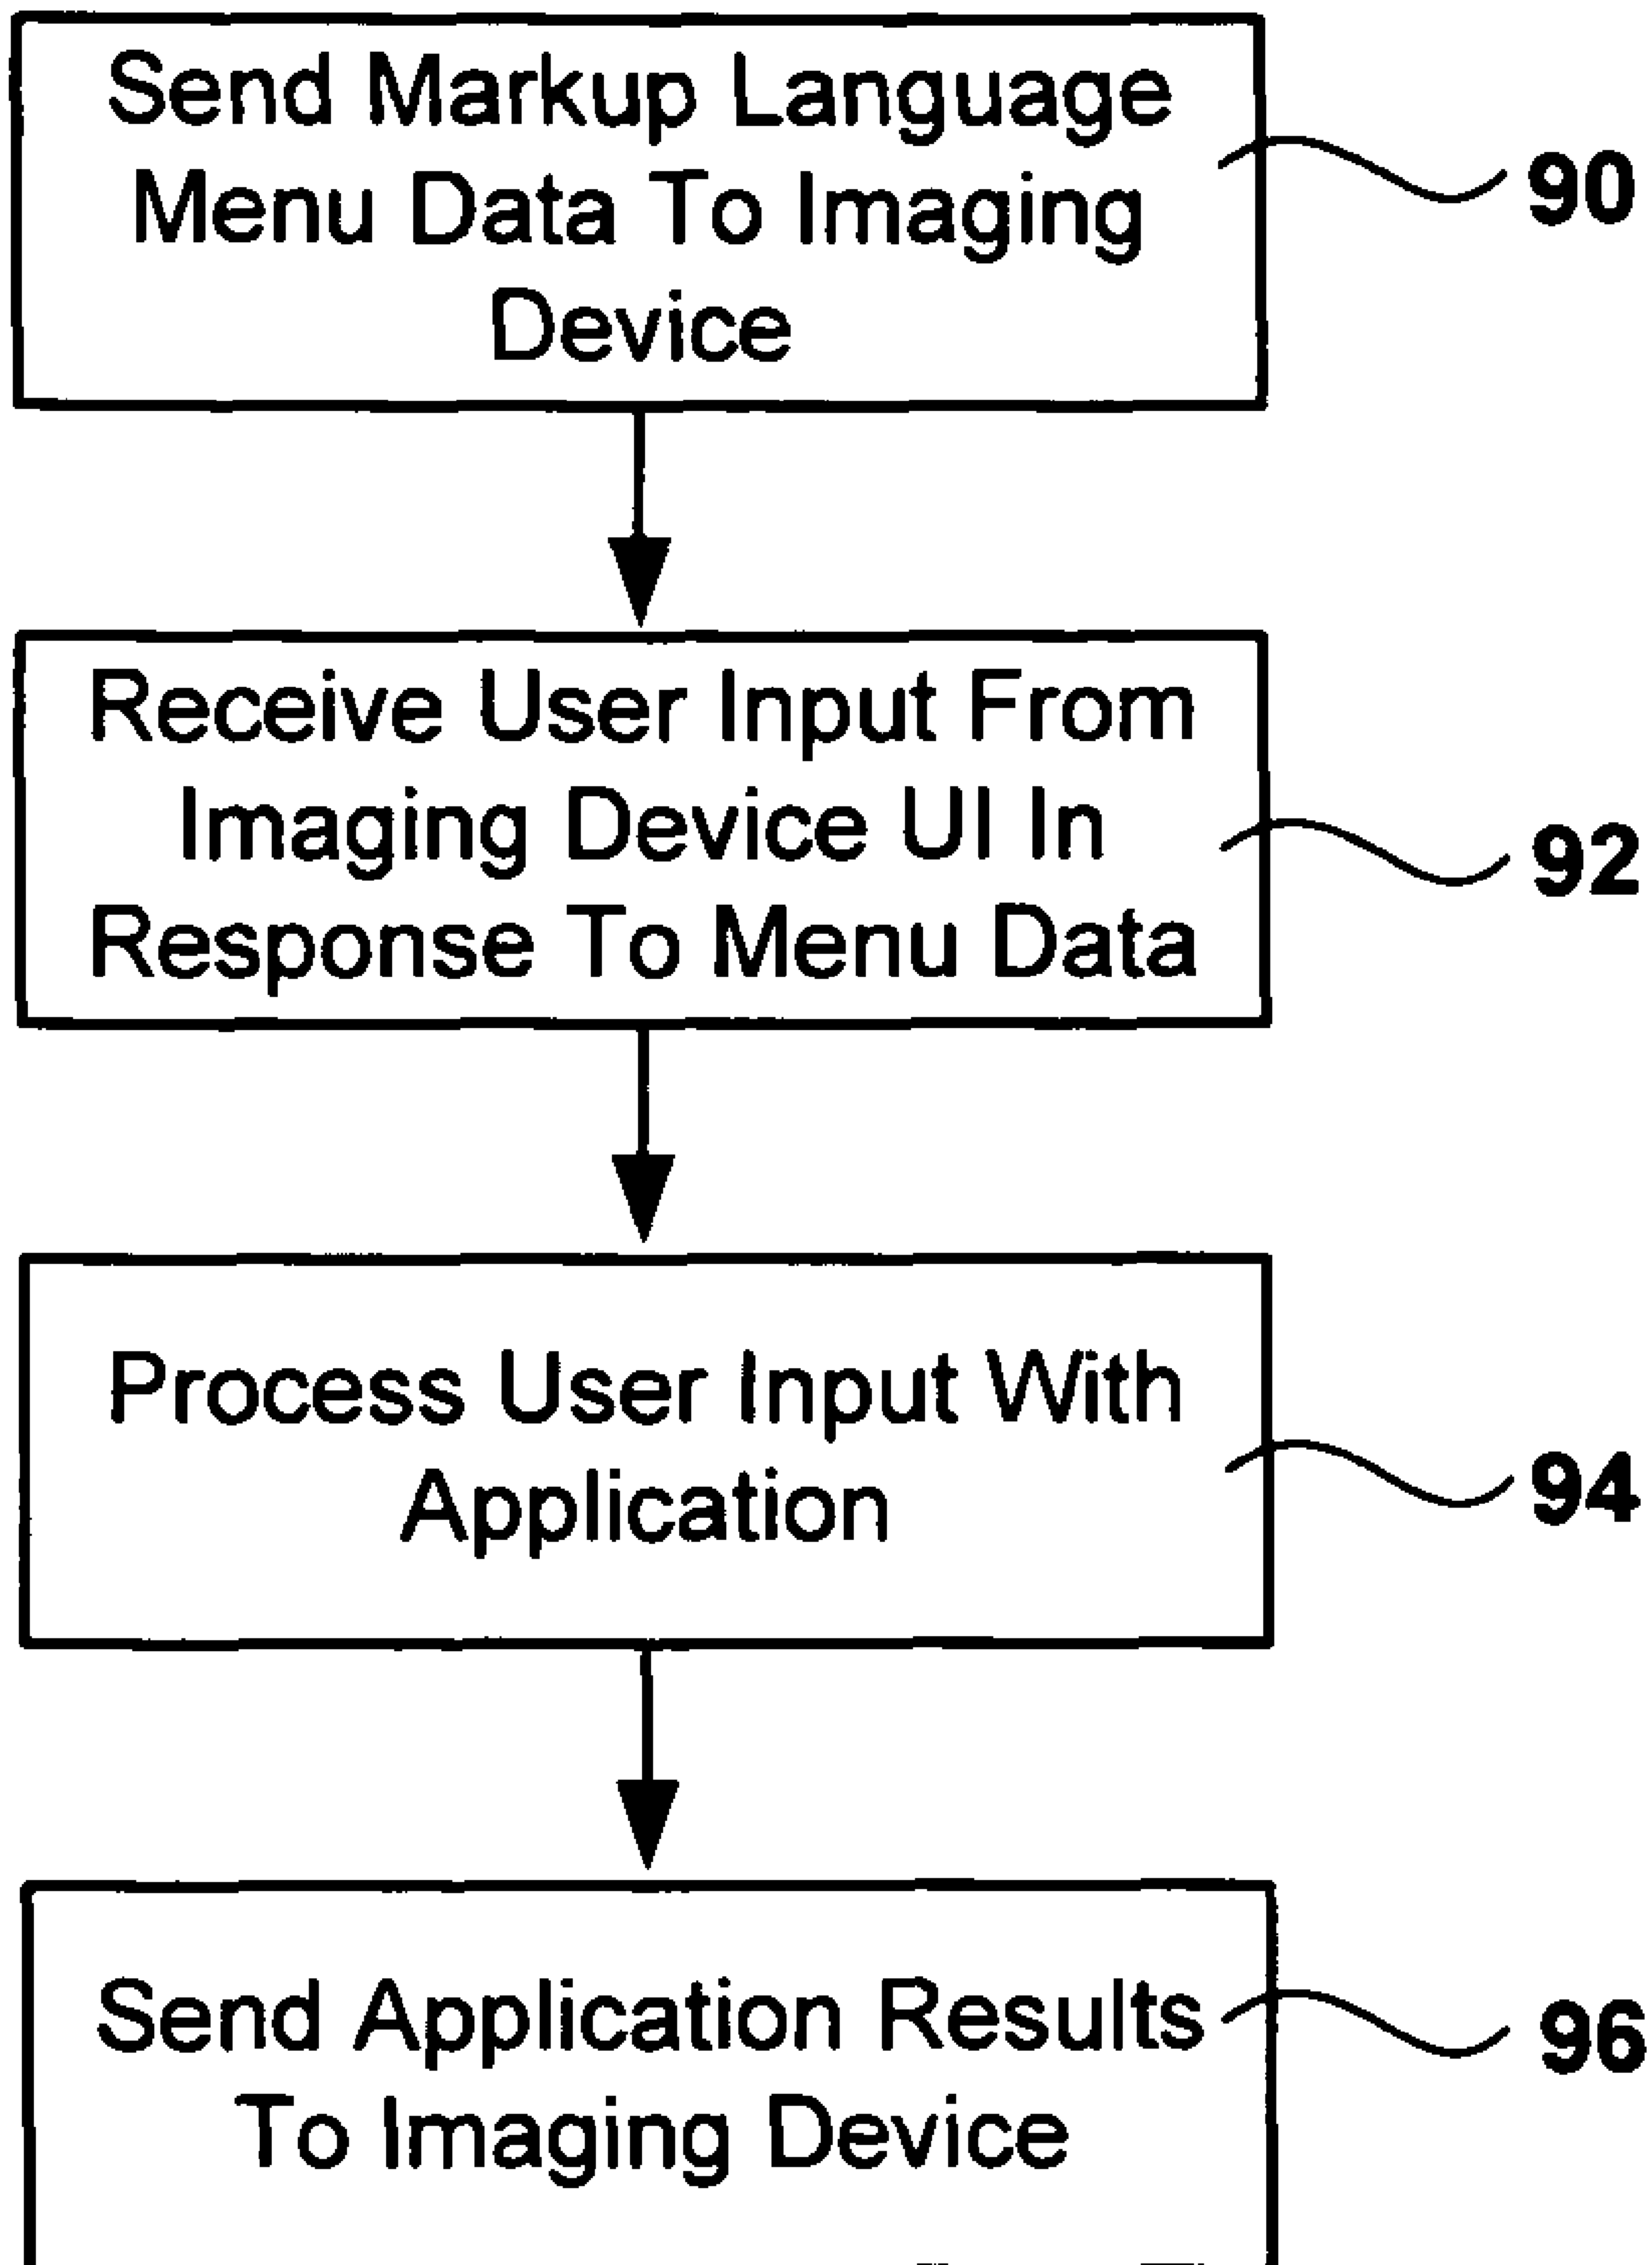 Send Markup Language
Menu Data To Imaging
Device
90
Receive User Input From
Imaging Device UI In
Response To Menu Data
92
Process User Input With
Application
94
Send Application Results
To Imaging Device
96